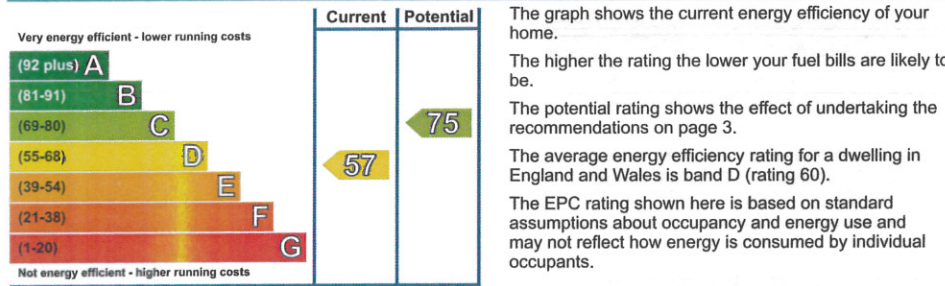 Current Potential
Very energy efficient - lower running costs
(92 plus) A
(81-91) B
(69-80) C
75
(55-68) D
57
(39-54) E
(21-38) F
(1-20) G
Not energy efficient - higher running costs
The graph shows the current energy efficiency of your
home.
The higher the rating the lower your fuel bills are likely to
be.
The potential rating shows the effect of undertaking the
recommendations on page 3.
The average energy efficiency rating for a dwelling in
England and Wales is band D (rating 60).
The EPC rating shown here is based on standard
assumptions about occupancy and energy use and
may not reflect how energy is consumed by individual
occupants.